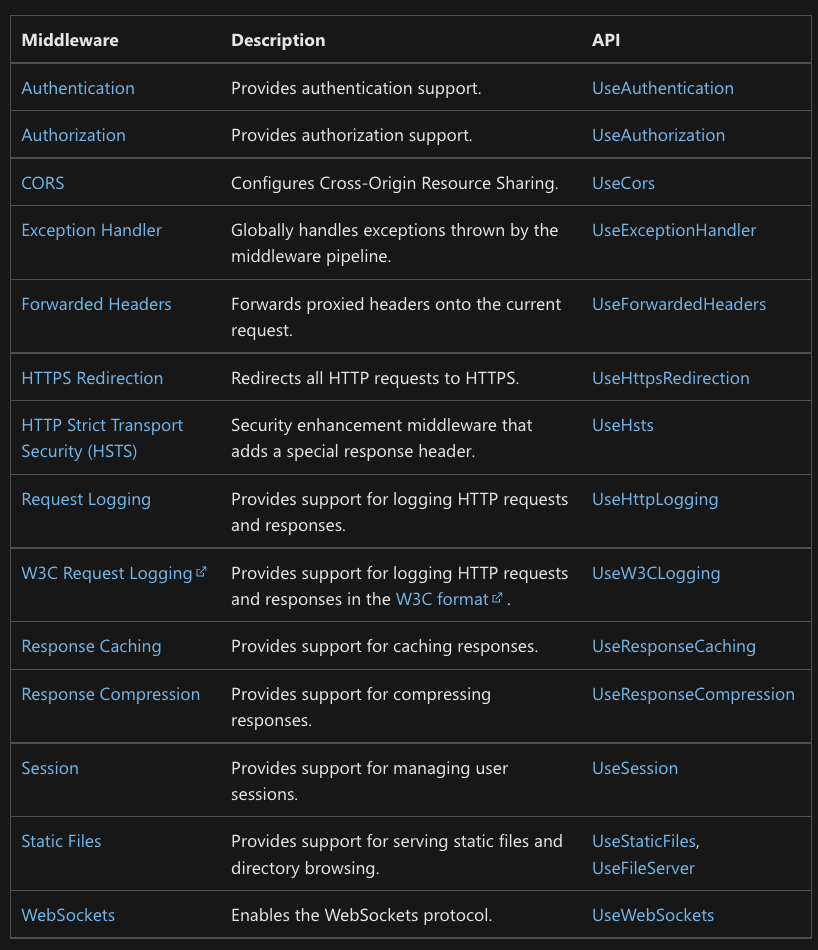 Middleware Description API
Authentication Provides authentication support. UseAuthentication
Authorization Provides authorization support. UseAuthorization
CORS Configures Cross-Origin Resource Sharing. UseCors
Exception Handler Globally handles exceptions thrown by the UseExceptionHandler
middleware pipeline.
Forwarded Headers Forwards proxied headers onto the current UseForwardedHeaders
request.
HTTPS Redirection Redirects all HTTP requests to HTTPS. UseHttpsRedirection
HTTP Strict Transport Security enhancement middleware that UseHsts
Security (HSTS) adds a special response header.
Request Logging Provides support for logging HTTP requests UseHttpLogging
and responses.
W3C Request Logging Provides support for logging HTTP requests UseW3CLogging
and responses in the W3C format .
Response Caching Provides support for caching responses. UseResponseCaching
Response Compression Provides support for compressing UseResponseCompression
responses.
Session Provides support for managing user UseSession
sessions.
Static Files Provides support for serving static files and UseStaticFiles,
directory browsing. UseFileServer
WebSockets Enables the WebSockets protocol. UseWebSockets